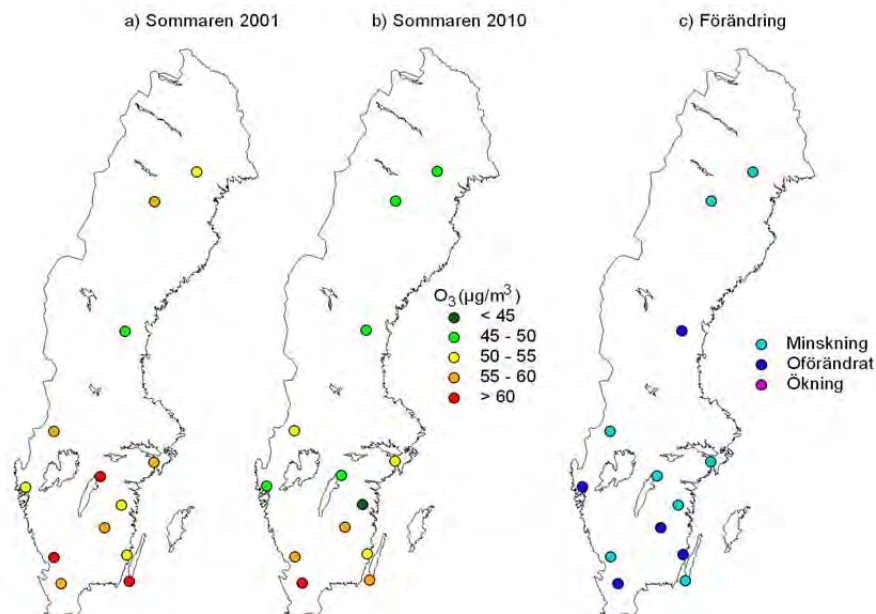 a) Sommaren 2001
b) Sommaren 2010
c) Förändring
O3 (µg/m³)
< 45
45 - 50
50 - 55
55 - 60
> 60
Minskning
Oförändrat
Ökning